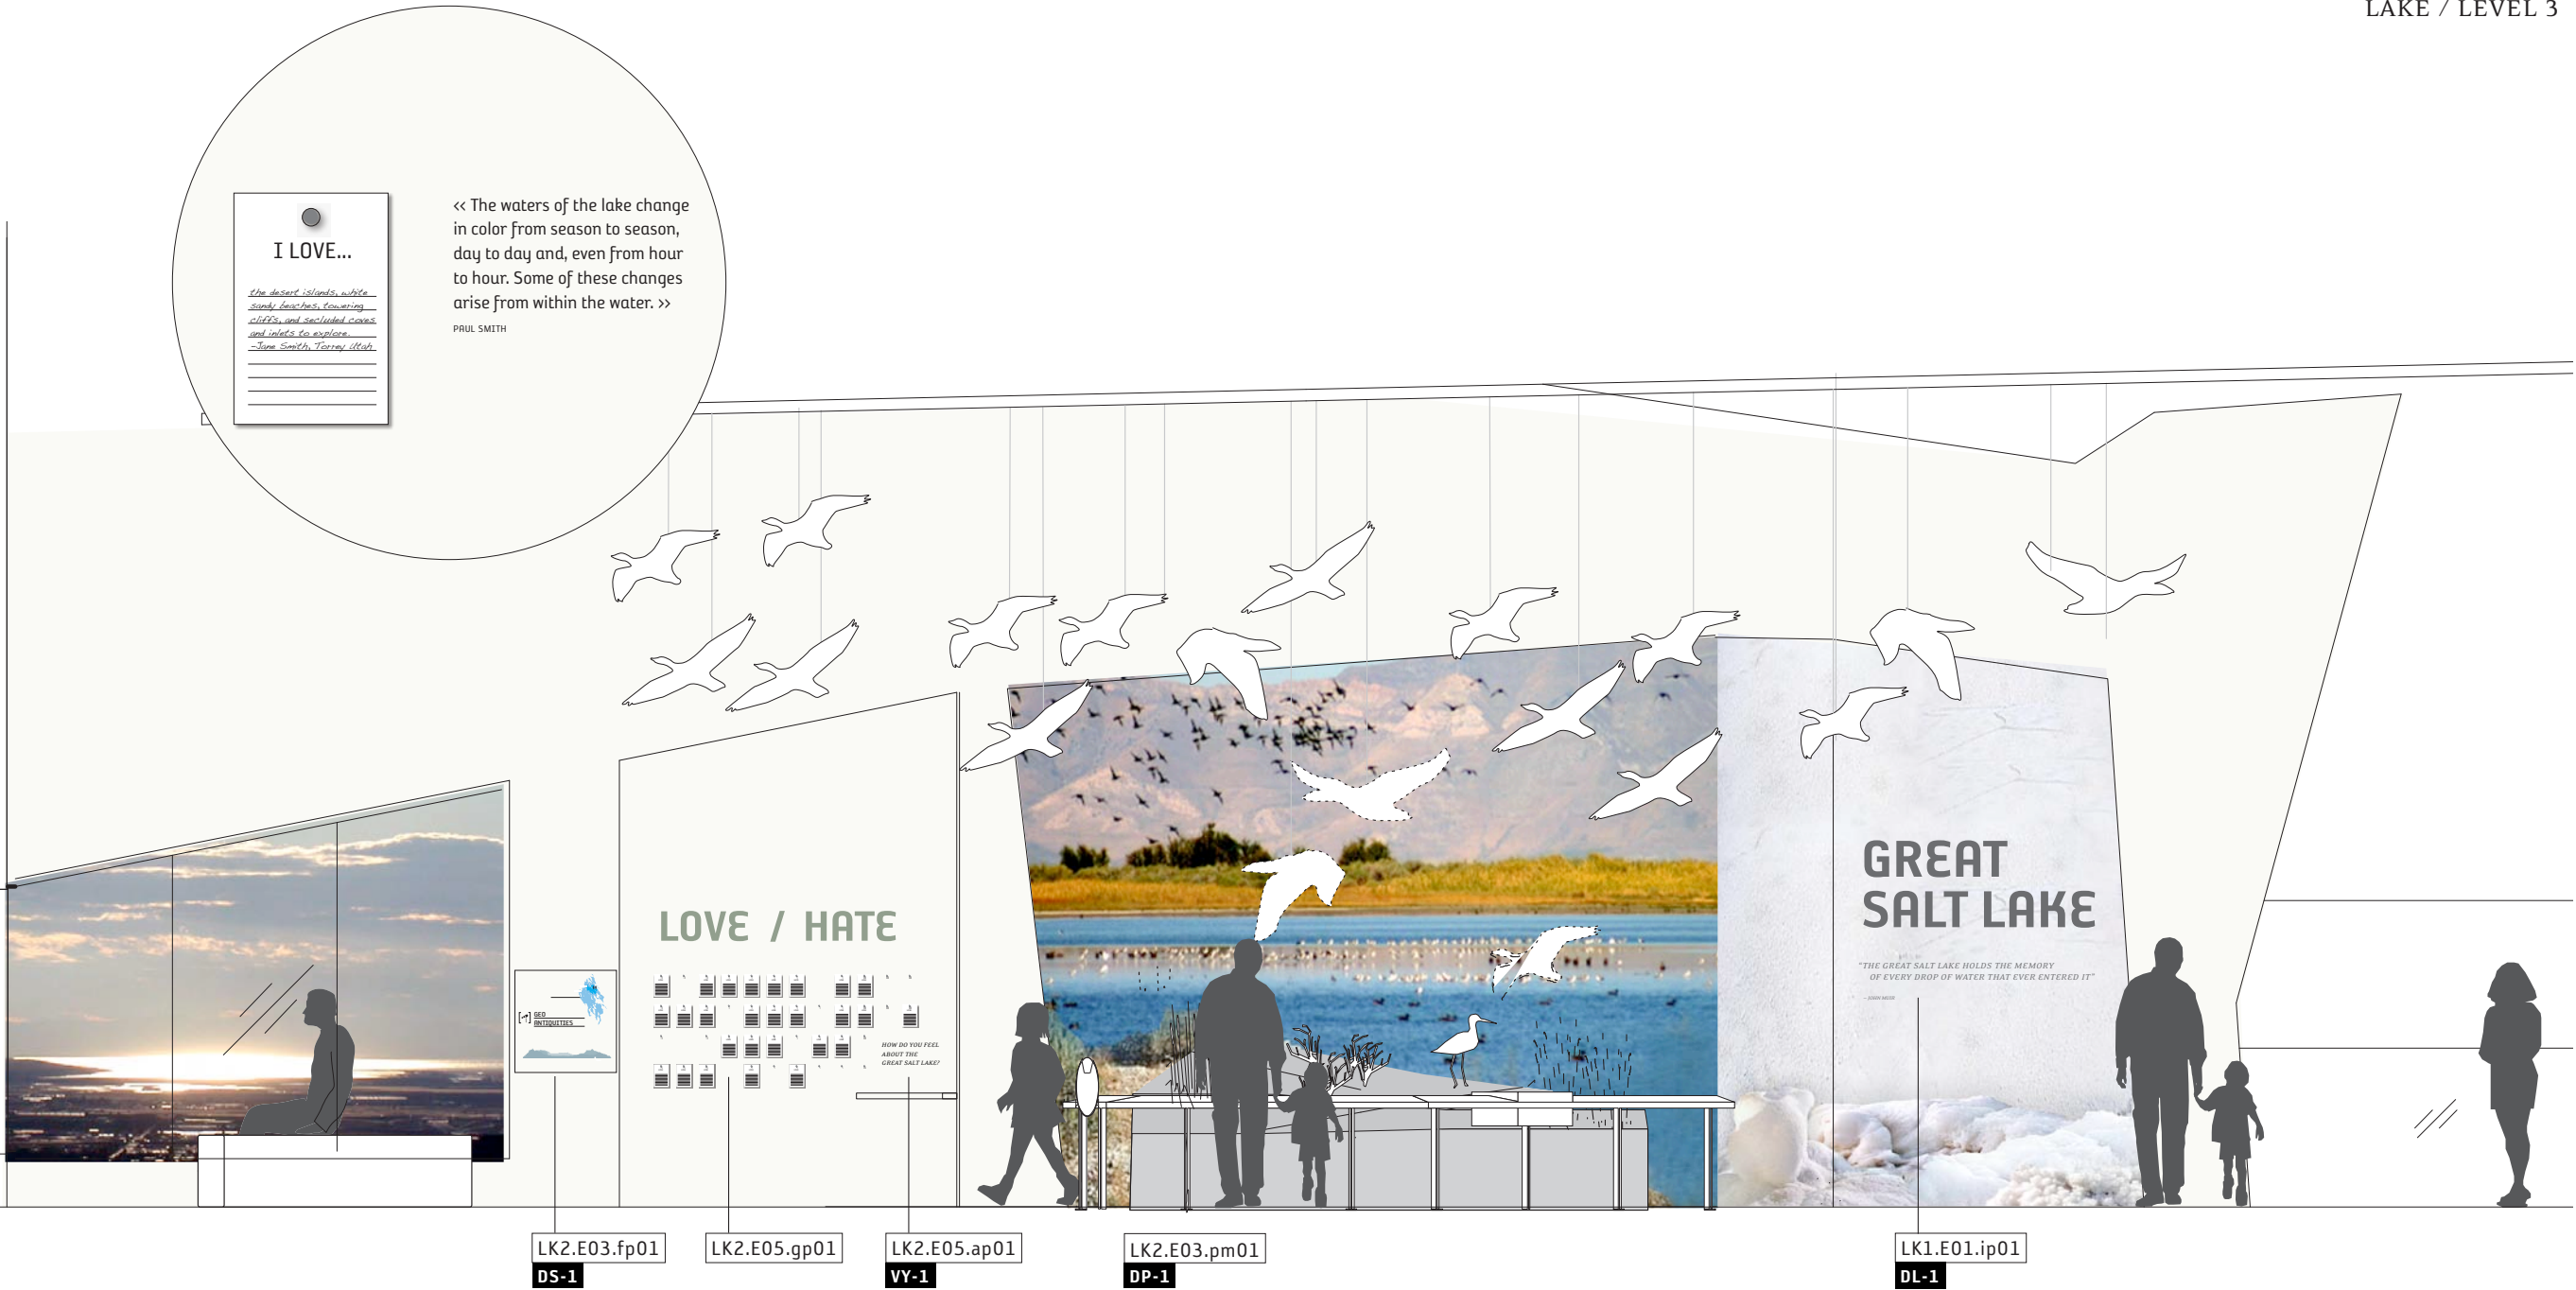 LAKE / LEVEL 3
I LOVE...
the desert islands, white
sandy beaches, towering
cliffs, and secluded coves
and inlets to explore.
-Jane Smith, Torrey Utah
<< The waters of the lake change
in color from season to season,
day to day and, even from hour
to hour. Some of these changes
arise from within the water. >>
PAUL SMITH
GEO
ANTIQUITIES
LOVE / HATE
HOW DO YOU FEEL
ABOUT THE
GREAT SALT LAKE?
GREAT
SALT LAKE
"THE GREAT SALT LAKE HOLDS THE MEMORY
OF EVERY DROP OF WATER THAT EVER ENTERED IT"
- JOHN MUIR
LK2.E03.fp01
DS-1
LK2.E05.gp01
LK2.E05.ap01
VY-1
LK2.E03.pm01
DP-1
LK1.E01.ip01
DL-1